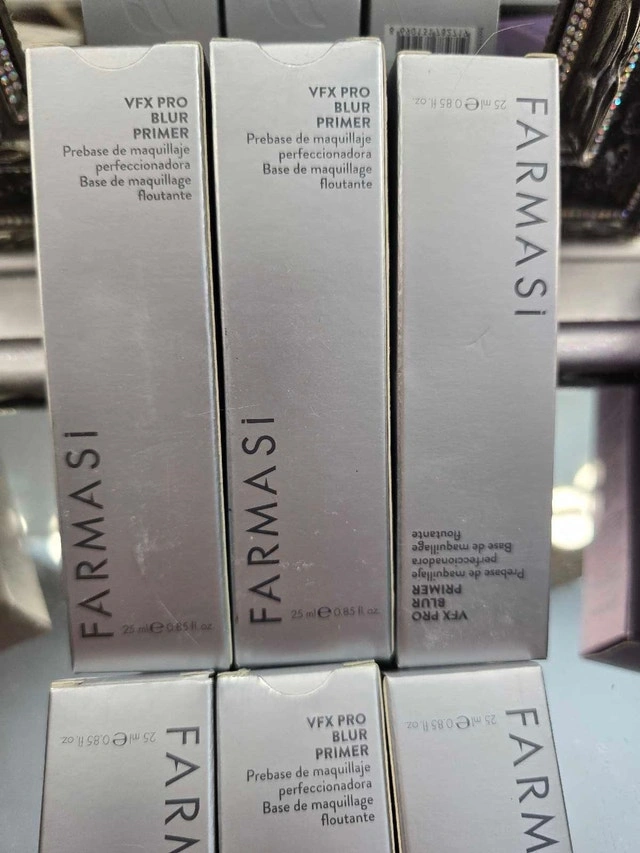 VFX PRO
BLUR
PRIMER
Prebase de maquillaje
perfeccionadora
Base de maquillage
floutante
FARMASi
25 ml e 0.85 fl. oz.
VFX PRO
BLUR
PRIMER
Prebase de maquillaje
perfeccionadora
Base de maquillage
floutante
FARMASi
25 ml e 0.85 fl. oz.
VFX PRO
BLUR
PRIMER
Prebase de maquillaje
perfeccionadora
Base de maquillage
floutante
FARMASi
25 ml e 0.85 fl. oz.
25 ml e 0.85 fl. oz
FARM
VFX PRO
BLUR
PRIMER
Prebase de maquillaje
perfeccionadora
Base de maquillage
floutante
25 ml e 0.85 fl. oz
FARM